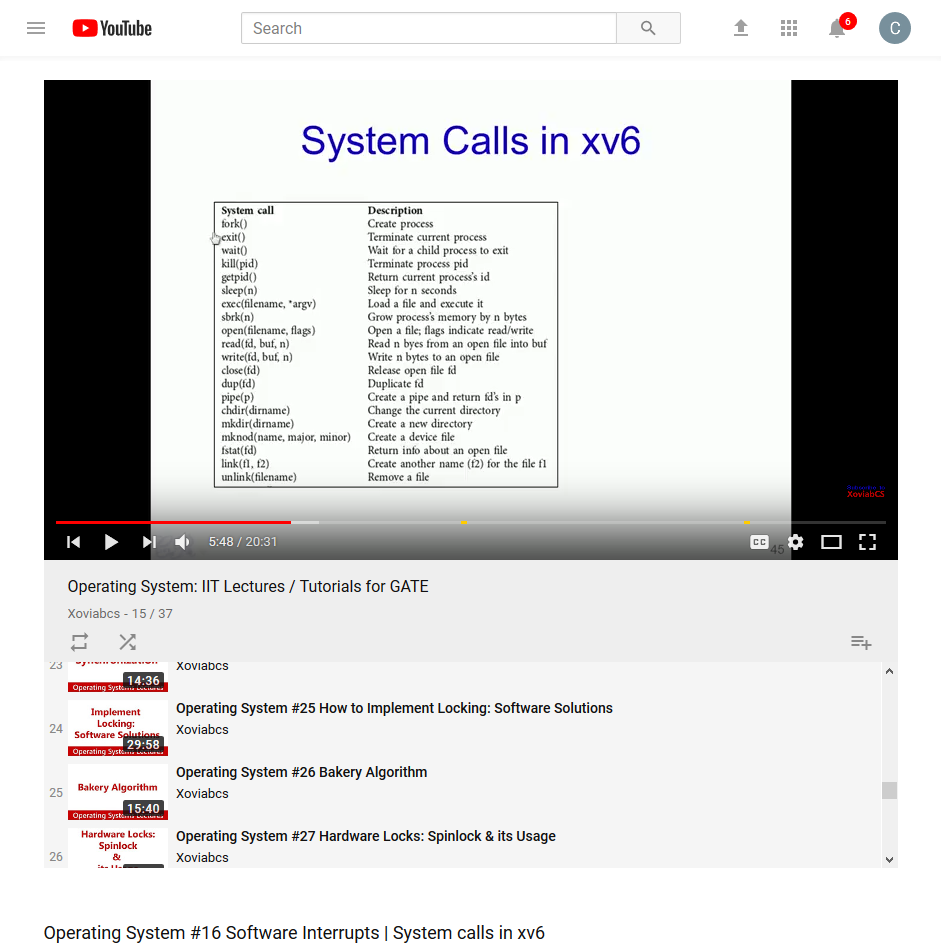 YouTube
Search
6
C
System Calls in xv6
System call Description
fork() Create process
exit() Terminate current process
wait() Wait for a child process to exit
kill(pid) Terminate process pid
getpid() Return current process's id
sleep(n) Sleep for n seconds
exec(filename, *argv) Load a file and execute it
sbrk(n) Grow process's memory by n bytes
open(filename, flags) Open a file; flags indicate read/write
read(fd, buf, n) Read n byes from an open file into buf
write(fd, buf, n) Write n bytes to an open file
close(fd) Release open file fd
dup(fd) Duplicate fd
pipe(p) Create a pipe and return fd's in p
chdir(dirname) Change the current directory
mkdir(dirname) Create a new directory
mknod(name, major, minor) Create a device file
fstat(fd) Return info about an open file
link(f1, f2) Create another name (f2) for the file f1
unlink(filename) Remove a file
XoviabCS
5:48 / 20:31
CC
45
Operating System: IIT Lectures / Tutorials for GATE
Xoviabcs - 15 / 37
23
Synchronization
14:36
Operating Systems Lectures
Xoviabcs
24
Implement
Locking:
Software Solutions
29:58
Operating Systems Lectures
Operating System #25 How to Implement Locking: Software Solutions
Xoviabcs
25
Bakery Algorithm
15:40
Operating Systems Lectures
Operating System #26 Bakery Algorithm
Xoviabcs
26
Hardware Locks:
Spinlock
&
its Usage
Operating System #27 Hardware Locks: Spinlock & its Usage
Xoviabcs
Operating System #16 Software Interrupts | System calls in xv6